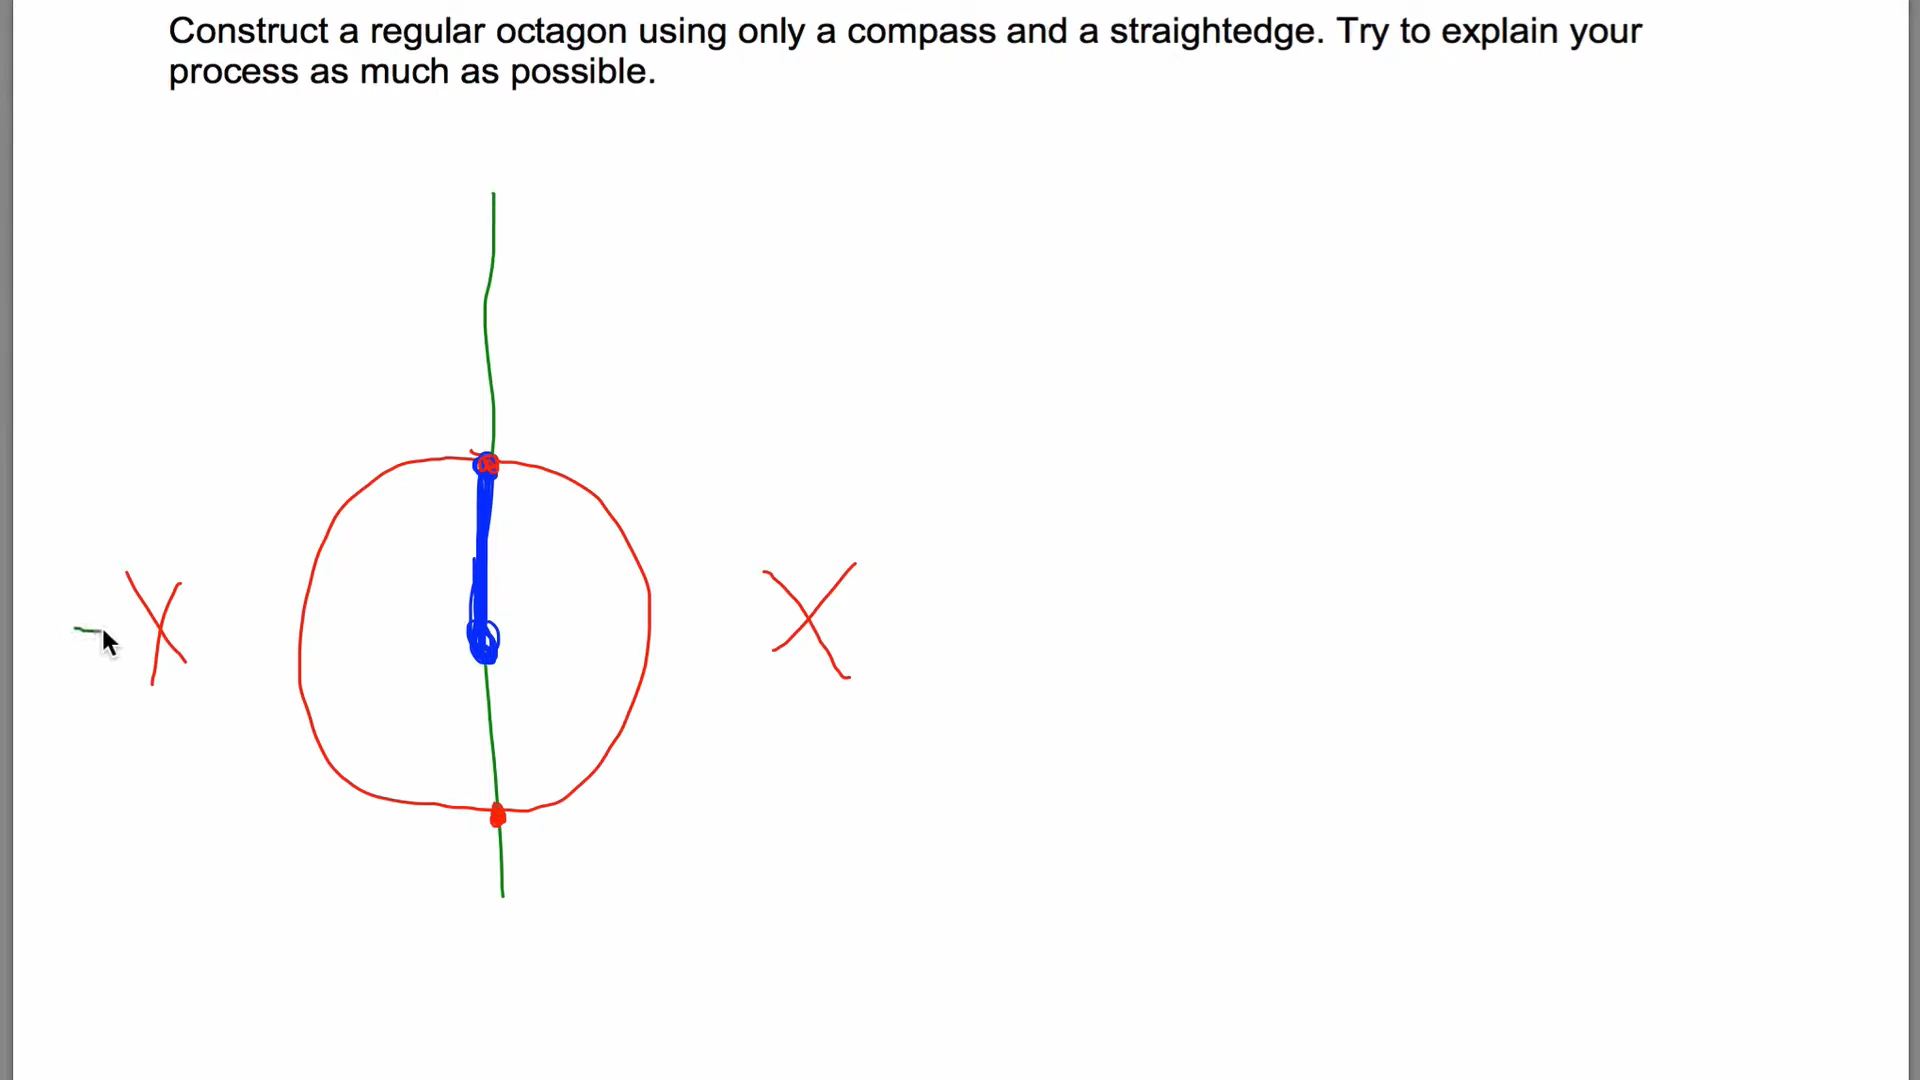 Construct a regular octagon using only a compass and a straightedge. Try to explain your
process as much as possible.